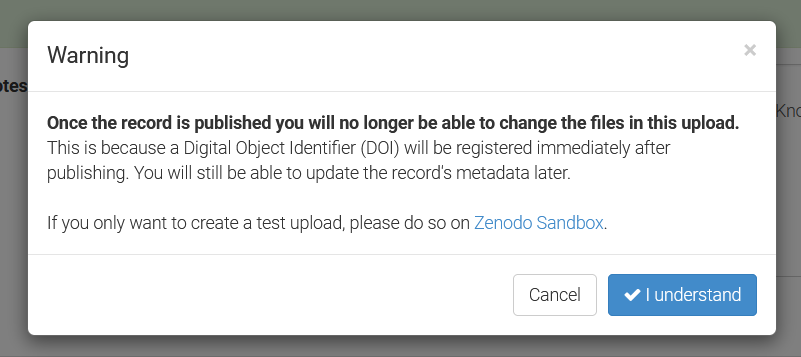 Warning
×
otes
Kno
Once the record is published you will no longer be able to change the files in this upload.
This is because a Digital Object Identifier (DOI) will be registered immediately after
publishing. You will still be able to update the record's metadata later.
If you only want to create a test upload, please do so on Zenodo Sandbox.
Cancel
✔ I understand